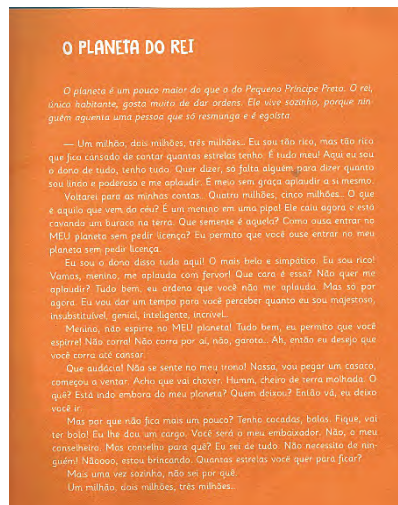 O PLANETA DO REI
O planeta é um pouco maior do que o do Pequeno Príncipe Preto. O rei,
único habitante, gosta muito de dar ordens. Ele vive sozinho, porque nin-
guém aguenta uma pessoa que só resmunga e é egoísta.
— Um milhão, dois milhões, três milhões... Eu sou tão rico, mas tão rico
que fico cansado de contar quantas estrelas tenho. É tudo meu! Aqui eu sou
o dono de tudo, tenho tudo. Quer dizer, só falta alguém para dizer quanto
sou lindo e poderoso e me aplaudir. É meio sem graça aplaudir a si mesmo.
Voltarei para as minhas contas... Quatro milhões, cinco milhões... O que
é aquilo que vem do céu? É um menino em uma pipa! Ele caiu agora e está
cavando um buraco na terra. Que semente é aquela? Como ousa entrar no
MEU planeta sem pedir licença? Eu permito que você ouse entrar no meu
planeta sem pedir licença.
Eu sou o dono disso tudo aqui! O mais belo e simpático. Eu sou rico!
Vamos, menino, me aplauda com fervor! Que cara é essa? Não quer me
aplaudir? Tudo bem, eu ordeno que você não me aplauda. Mas só por
agora. Eu vou dar um tempo para você perceber quanto eu sou majestoso,
insubstituível, genial, inteligente, incrível...
Menino, não espirre no MEU planeta! Tudo bem, eu permito que você
espirre! Não corra! Não corra por aí, não, garoto... Ah, então eu desejo que
você corra até cansar.
Que audácia! Não se sente no meu trono! Nossa, vou pegar um casaco,
começou a ventar. Acho que vai chover. Humm, cheiro de terra molhada. O
quê? Está indo embora do meu planeta? Quem deixou? Então vá, eu deixo
você ir.
Mas por que não fica mais um pouco? Tenho cocadas, balas. Fique, vai
ter bolo! Eu lhe dou um cargo. Você será o meu embaixador. Não, o meu
conselheiro. Mas conselho para quê? Eu sei de tudo. Não necessito de nin-
guém! Nãoooo, estou brincando. Quantas estrelas você quer para ficar?
Mais uma vez sozinho, não sei por quê.
Um milhão, dois milhões, três milhões...